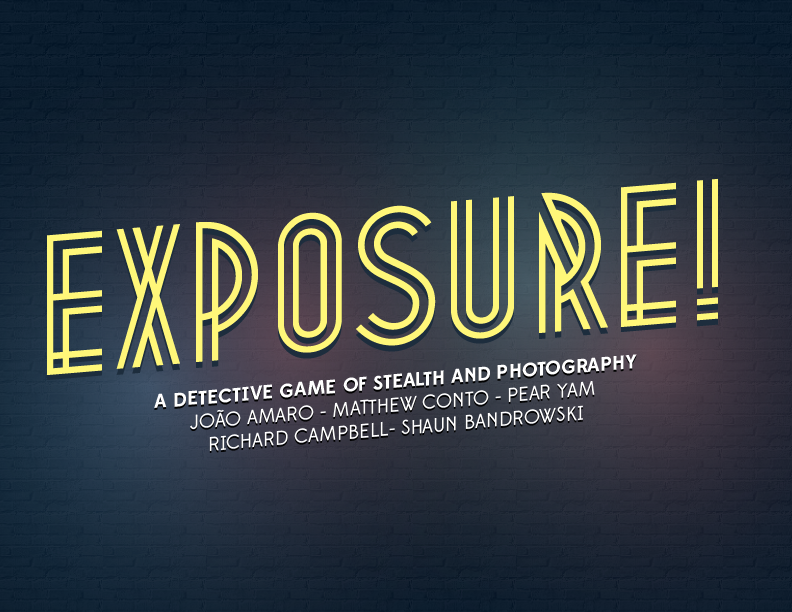 EXPOSURE!
A DETECTIVE GAME OF STEALTH AND PHOTOGRAPHY
JOÃO AMARO - MATTHEW CONTO - PEAR YAM
RICHARD CAMPBELL- SHAUN BANDROWSKI